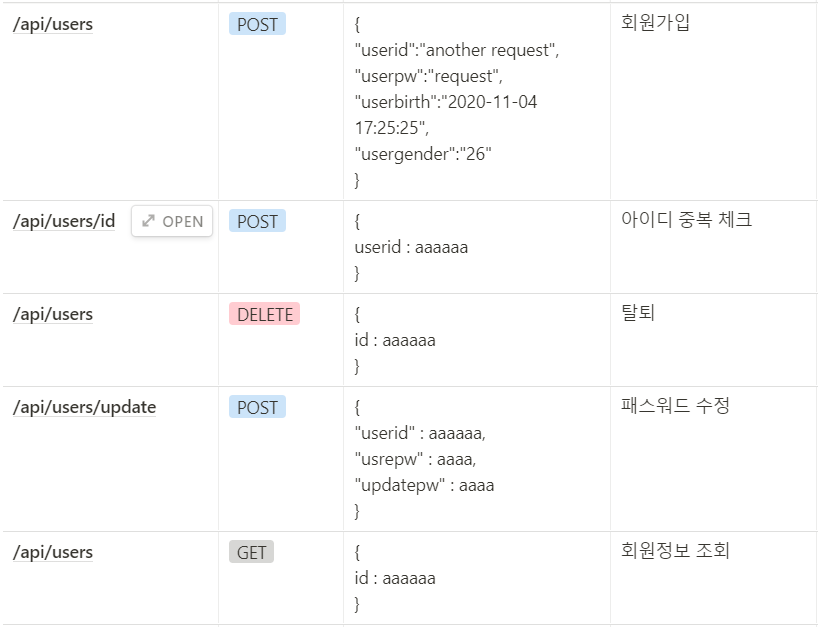 /api/users
POST
{
"userid":"another request",
"userpw":"request",
"userbirth":"2020-11-04
17:25:25",
"usergender":"26"
}
회원가입
/api/users/id
OPEN
POST
{
userid : aaaaaa
}
아이디 중복 체크
/api/users
DELETE
{
id : aaaaaa
}
탈퇴
/api/users/update
POST
{
"userid" : aaaaaa,
"usrepw" : aaaa,
"updatepw" : aaaa
}
패스워드 수정
/api/users
GET
{
id : aaaaaa
}
회원정보 조회